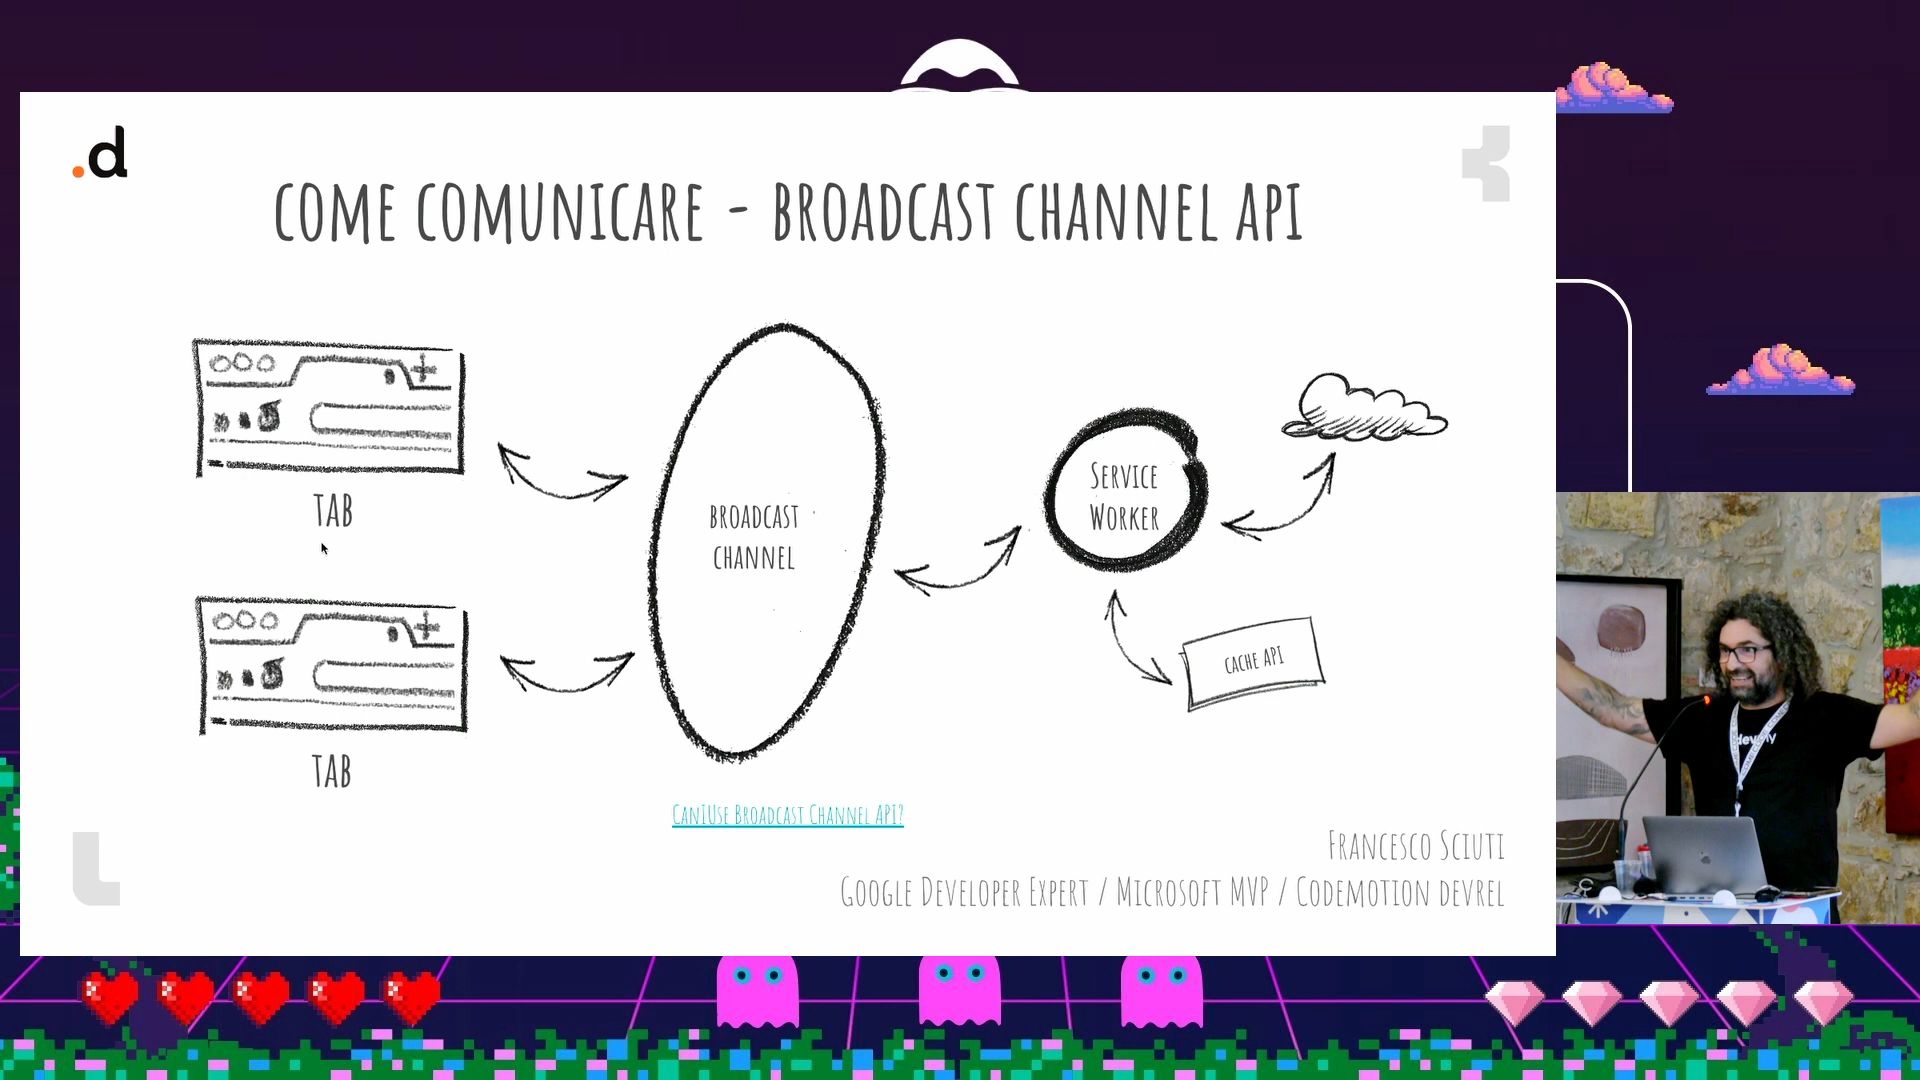 .d
COME COMUNICARE - BROADCAST CHANNEL API
TAB
TAB
BROADCAST
CHANNEL
SERVICE
WORKER
CACHE API
CANIUSE BROADCAST CHANNEL API?
FRANCESCO SCIUTI
GOOGLE DEVELOPER EXPERT / MICROSOFT MVP / CODEMOTION DEVREL